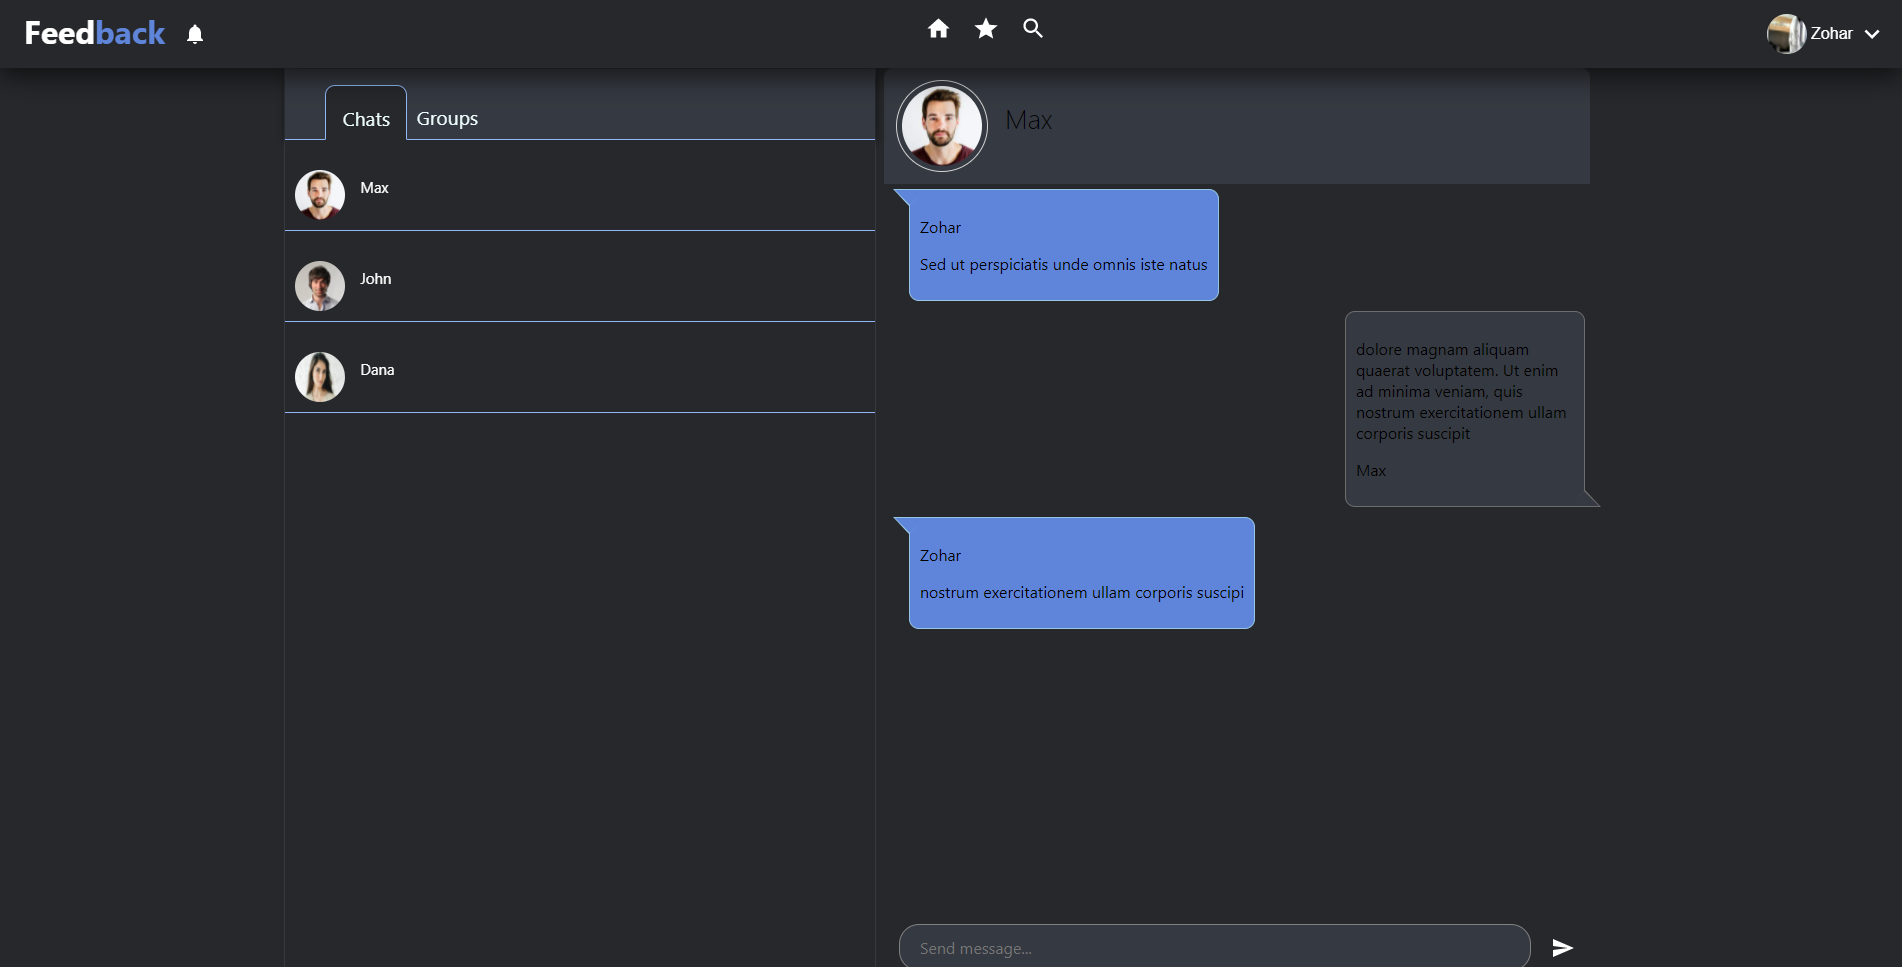 Feedback
Zohar
Chats
Groups
Max
John
Dana
Max
Zohar
Sed ut perspiciatis unde omnis iste natus
dolore magnam aliquam
quaerat voluptatem. Ut enim
ad minima veniam, quis
nostrum exercitationem ullam
corporis suscipit
Max
Zohar
nostrum exercitationem ullam corporis suscipi
Send message...